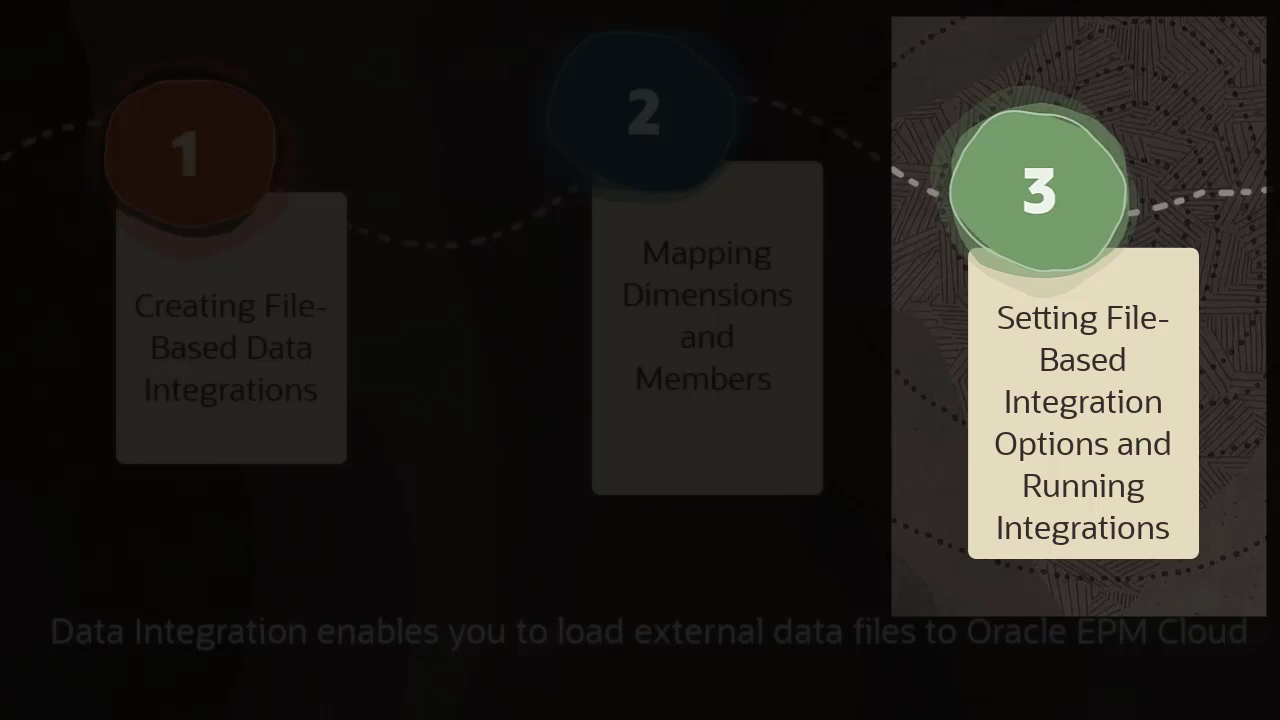 1
Creating File-
Based Data
Integrations
2
Mapping
Dimensions
and
Members
3
Setting File-
Based
Integration
Options and
Running
Integrations
Data Integration enables you to load external data files to Oracle EPM Cloud